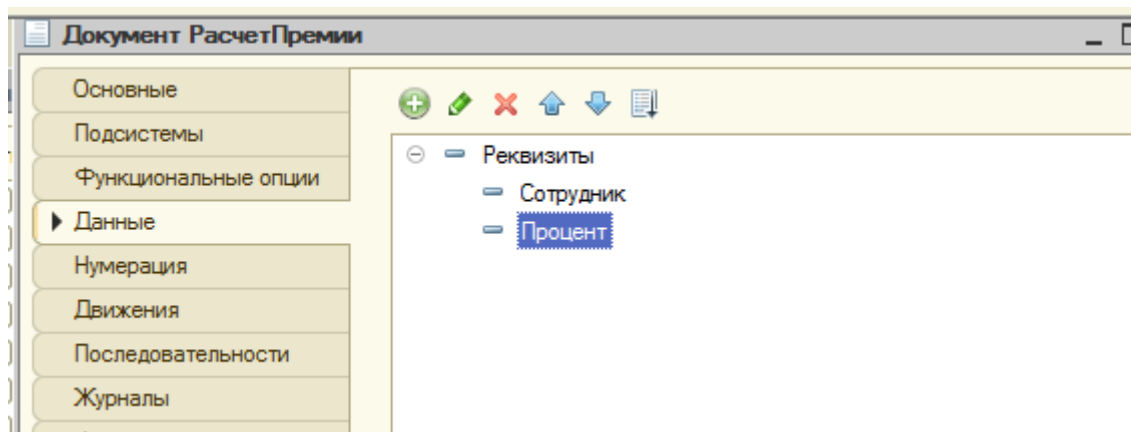 Документ РасчетПремии
Основные
Подсистемы
Функциональные опции
Данные
Нумерация
Движения
Последовательности
Журналы
Реквизиты
Сотрудник
Процент